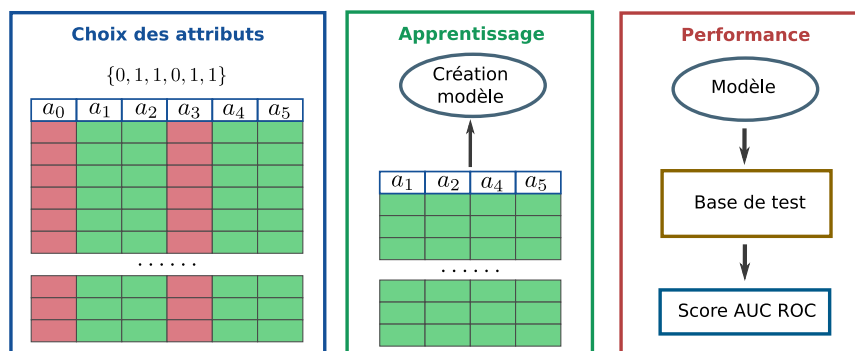 Choix des attributs
{0, 1, 1, 0, 1, 1}
a0 a1 a2 a3 a4 a5
......
Apprentissage
Création
modèle
a1 a2 a4 a5
......
Performance
Modèle
Base de test
Score AUC ROC